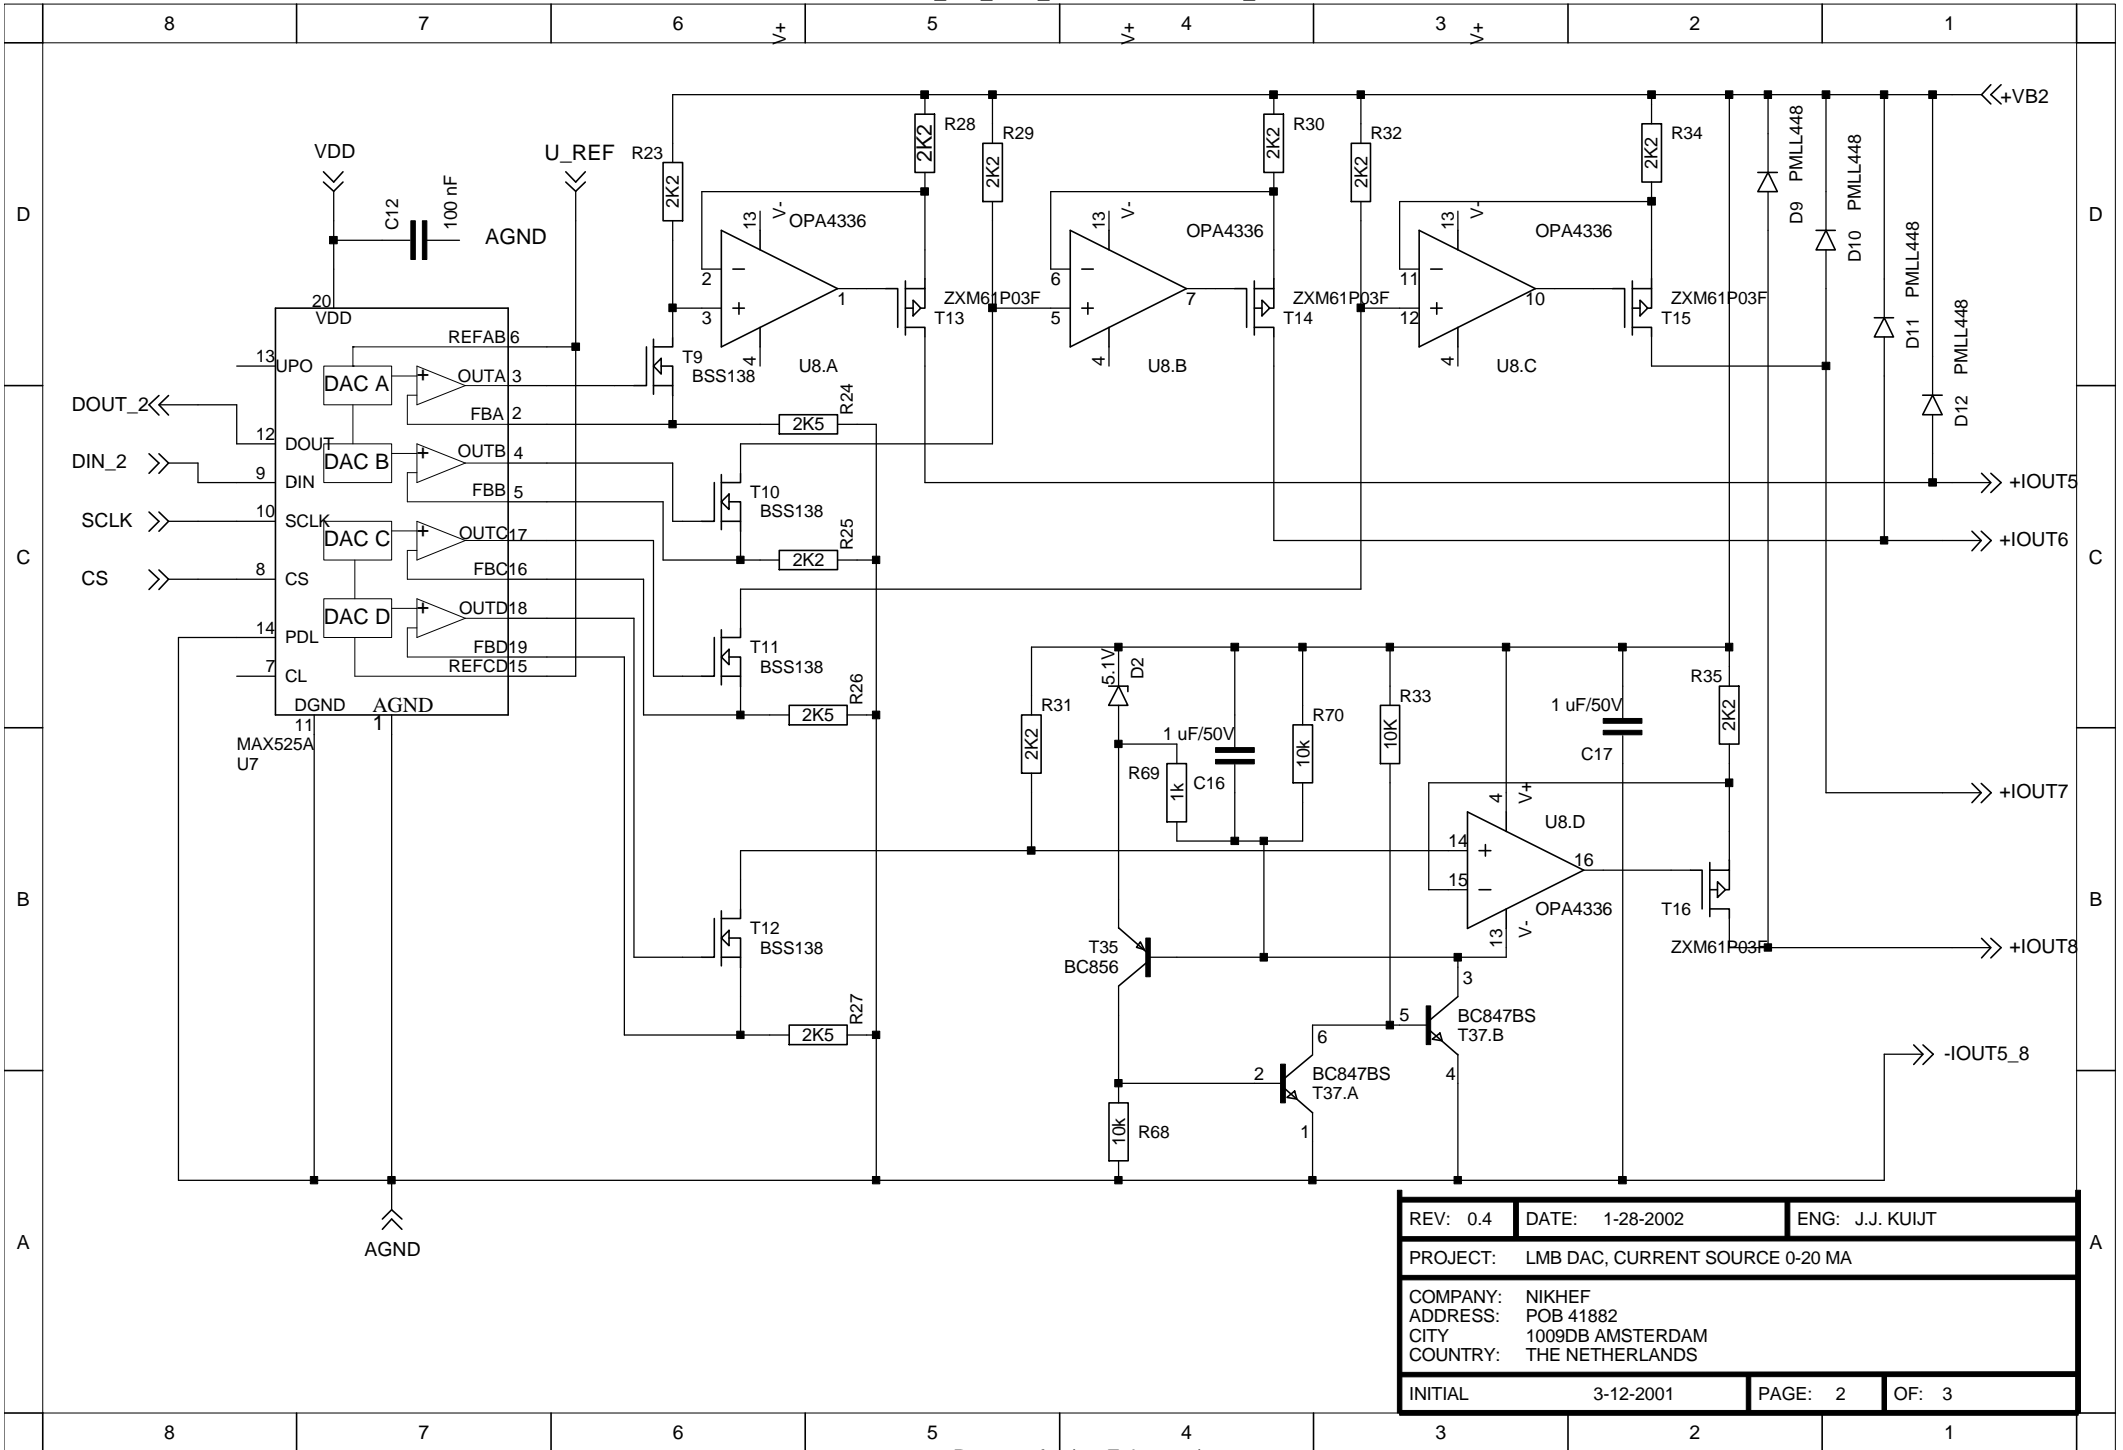 8 7 6 5 4 3 2 1
V+ V+ V+
+VB2
VDD
U_REF
C12
100 nF
AGND
R23
2K2
R28
2K2
R29
2K2
R30
2K2
R32
2K2
R34
2K2
D9 PMLL448
D10 PMLL448
D11 PMLL448
D12 PMLL448
13 V-
OPA4336
2 −
3 +
1
4
U8.A
ZXM61P03F
T13
13 V-
OPA4336
6 −
5 +
7
4
U8.B
ZXM61P03F
T14
13 V-
OPA4336
11 −
12 +
10
4
U8.C
ZXM61P03F
T15
D D
20
VDD
REFAB 6
13 UPO
DAC A + OUTA 3
FBA 2
DOUT_2
12 DOUT
DAC B + OUTB 4
DIN_2
9 DIN
FBB 5
SCLK
10 SCLK
DAC C + OUTC 17
CS
8 CS
FBC 16
DAC D + OUTD 18
14 PDL
FBD 19
7 CL
REFCD 15
DGND AGND
11 1
MAX525A
U7
T9
BSS138
2K5 R24
T10
BSS138
2K2 R25
T11
BSS138
2K5 R26
T12
BSS138
2K5 R27
+IOUT5
+IOUT6
C C
R31
2K2
5.1V D2
R69
1k
1 uF/50V
C16
R70
10k
R33
10K
1 uF/50V
C17
R35
2K2
+IOUT7
4 V+
U8.D
14 +
15 −
16
OPA4336
13 V-
T16
ZXM61P03F
+IOUT8
B B
T35
BC856
3
5 BC847BS
T37.B
4
6
2 BC847BS
T37.A
1
10k R68
-IOUT5_8
AGND
A A
REV: 0.4 DATE: 1-28-2002 ENG: J.J. KUIJT
PROJECT: LMB DAC, CURRENT SOURCE 0-20 MA
COMPANY: NIKHEF
ADDRESS: POB 41882
CITY 1009DB AMSTERDAM
COUNTRY: THE NETHERLANDS
INITIAL 3-12-2001 PAGE: 2 OF: 3
8 7 6 5 4 3 2 1